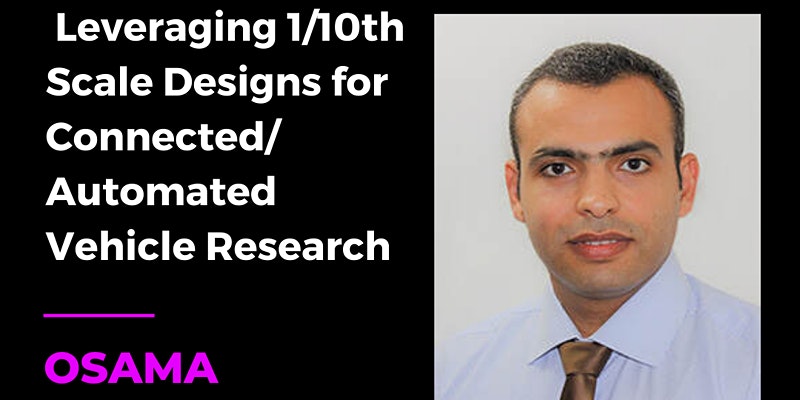 Leveraging 1/10th
Scale Designs for
Connected/
Automated
Vehicle Research
OSAMA